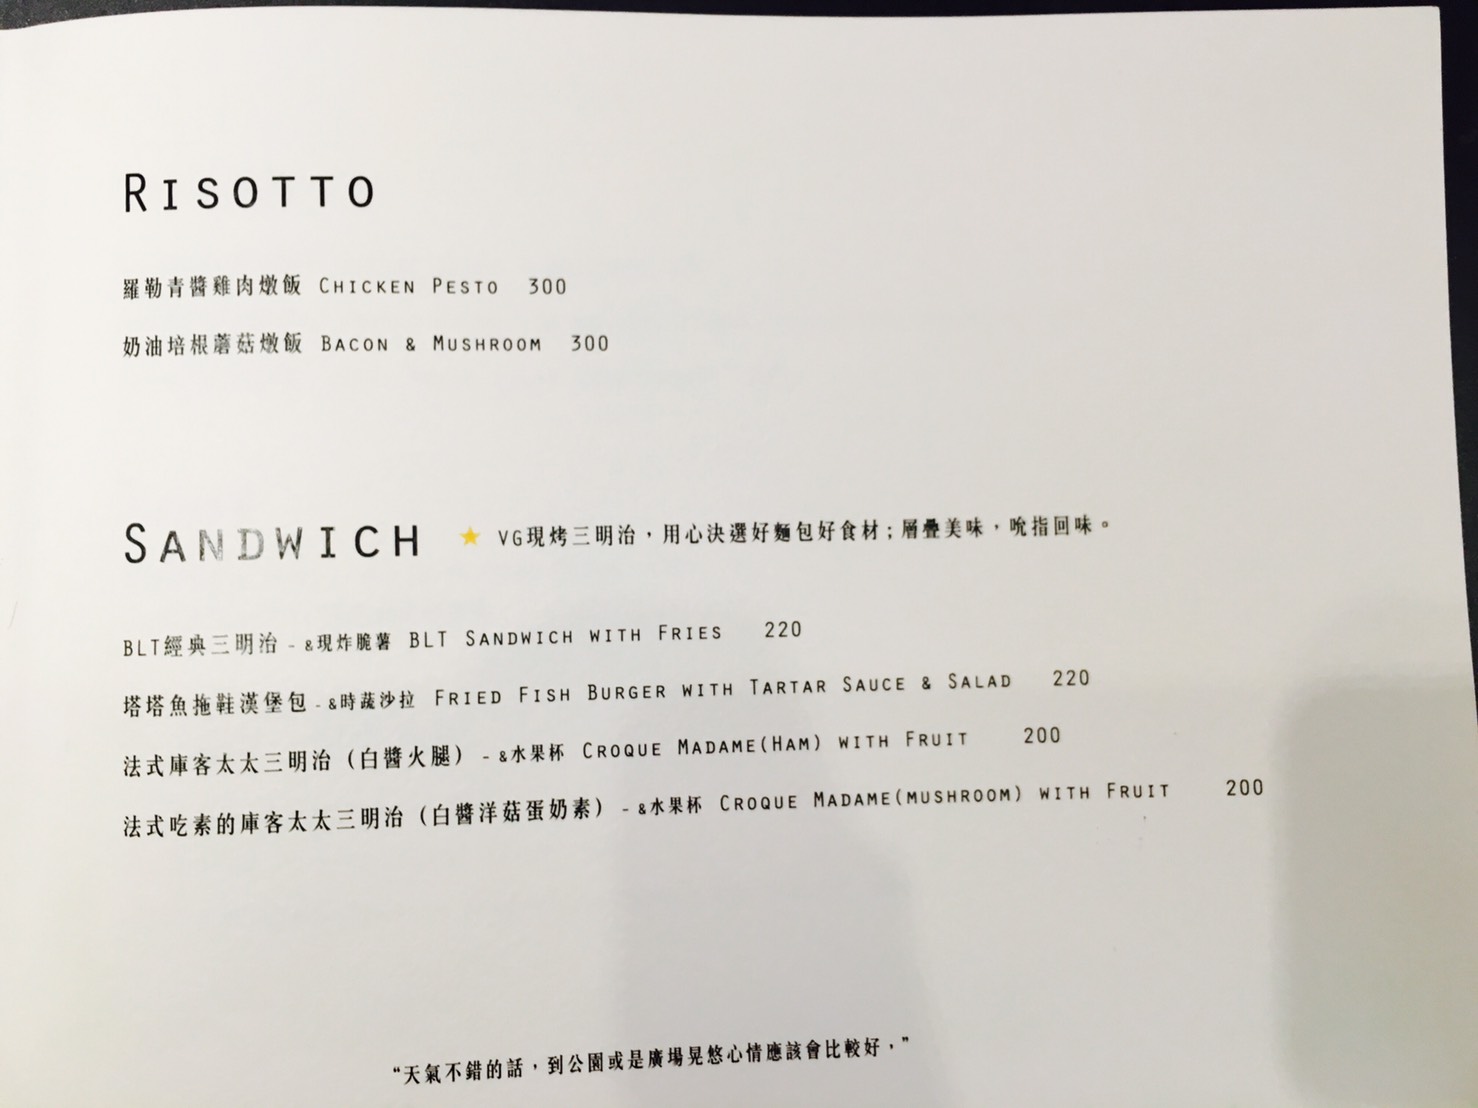 RISOTTO
羅勒青醬雞肉燉飯 CHICKEN PESTO 300
奶油培根蘑菇燉飯 BACON & MUSHROOM 300
SANDWICH ★ VG現烤三明治，用心決選好麵包好食材；層疊美味，吮指回味。
BLT經典三明治 - &現炸脆薯 BLT SANDWICH WITH FRIES 220
塔塔魚拖鞋漢堡包 - &時蔬沙拉 FRIED FISH BURGER WITH TARTAR SAUCE & SALAD 220
法式庫客太太三明治（白醬火腿） - &水果杯 CROQUE MADAME(HAM) WITH FRUIT 200
法式吃素的庫客太太三明治（白醬洋菇蛋奶素） - &水果杯 CROQUE MADAME(MUSHROOM) WITH FRUIT 200
“天氣不錯的話，到公園或是廣場晃悠心情應該會比較好，”